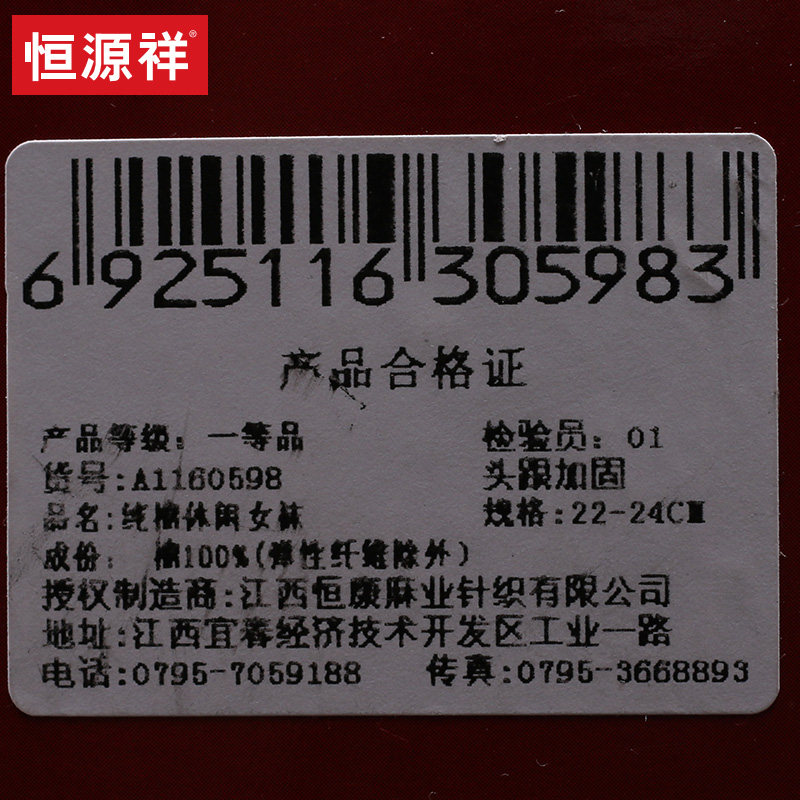 恒源祥®
6 925116 305983
产品合格证
产品等级: 一等品 检验员: 01
货号:A1160598 头跟加固
品名:纯棉休闲女袜 规格:22-24CM
成份: 棉100%(弹性纤维除外)
授权制造商:江西恒康麻业针织有限公司
地址:江西宜春经济技术开发区工业一路
电话:0795-7059188 传真:0795-3668893